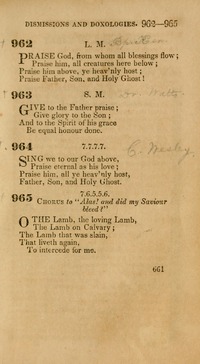 DISMISSIONS AND DOXOLOGIES. 962—965
962 L. M.
PRAISE God, from whom all blessings flow;
Praise him, all creatures here below;
Praise him above, ye heav'nly host;
Praise Father, Son, and Holy Ghost!
963 S. M. Watts
GIVE to the Father praise;
Give glory to the Son;
And to the Spirit of his grace
Be equal honour done.
964 7.7.7.7. C. Wesley
SING we to our God above,
Praise eternal as his love;
Praise him, all ye heav'nly host,
Father, Son, and Holy Ghost.
965 7.6.5.5.6.
CHORUS to "Alas! and did my Saviour
bleed?"
O THE Lamb, the loving Lamb,
The Lamb on Calvary;
The Lamb that was slain,
That liveth again,
To intercede for me.
661